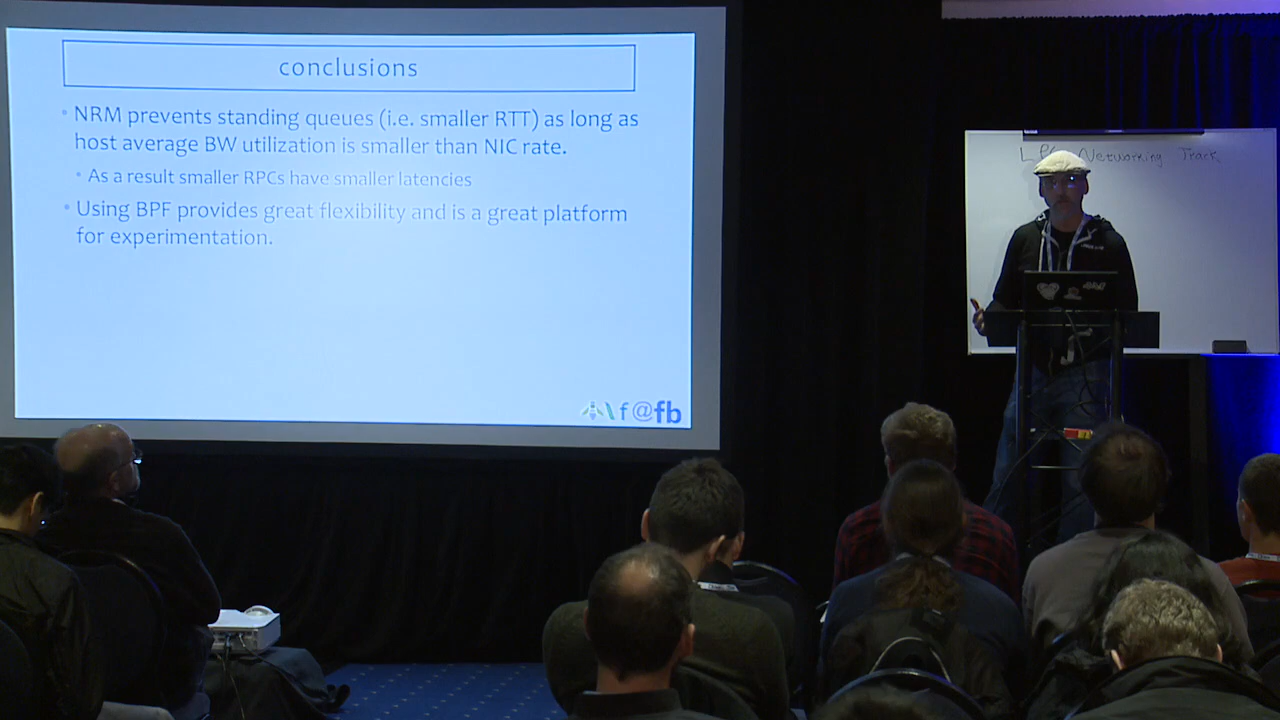 conclusions
• NRM prevents standing queues (i.e. smaller RTT) as long as
host average BW utilization is smaller than NIC rate.
• As a result smaller RPCs have smaller latencies
• Using BPF provides great flexibility and is a great platform
for experimentation.
f@fb
Networking Track